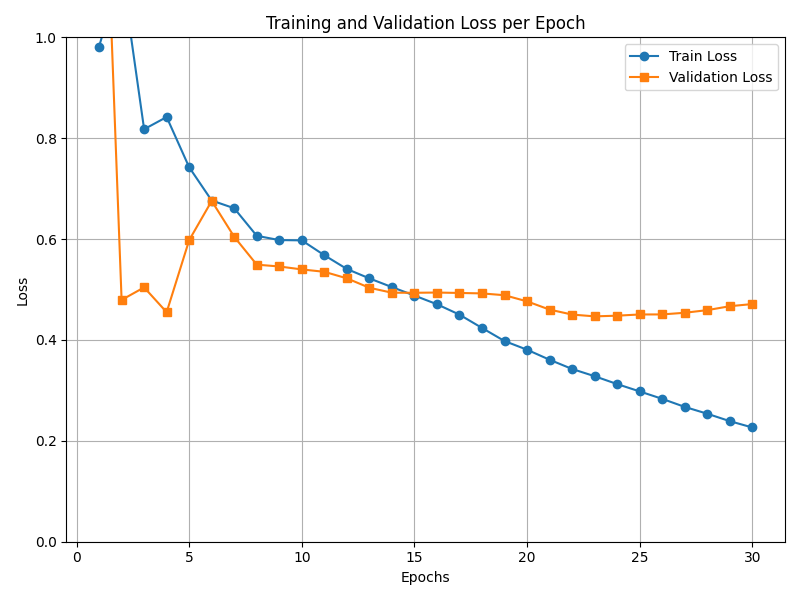 Training and Validation Loss per Epoch
Train Loss
Validation Loss
1.0
0.8
0.6
0.4
0.2
0.0
Loss
0 5 10 15 20 25 30
Epochs